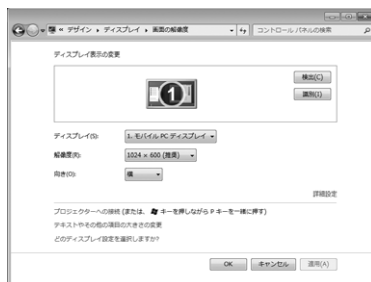 « デザイン ▸ ディスプレイ ▸ 画面の解像度
コントロール パネルの検索
ディスプレイ表示の変更
1
検出(C)
識別(I)
ディスプレイ(S): 1. モバイル PC ディスプレイ
解像度(R): 1024 × 600 (推奨)
向き(O): 横
詳細設定
プロジェクターへの接続 (または、 キーを押しながら P キーを一緒に押す)
テキストやその他の項目の大きさの変更
どのディスプレイ設定を選択しますか?
OK キャンセル 適用(A)